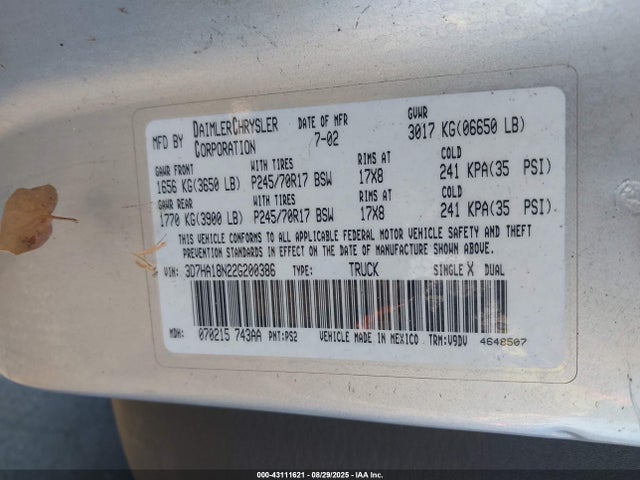 MFD BY DAIMLERCHRYSLER CORPORATION DATE OF MFR 7-02 GVWR 3017 KG(06650 LB)
GAWR FRONT WITH TIRES RIMS AT COLD
1656 KG(3650 LB) P245/70R17 BSW 17X8 241 KPA(35 PSI)
GAWR REAR WITH TIRES RIMS AT COLD
1770 KG(3900 LB) P245/70R17 BSW 17X8 241 KPA(35 PSI)
THIS VEHICLE CONFORMS TO ALL APPLICABLE FEDERAL MOTOR VEHICLE SAFETY AND THEFT
PREVENTION STANDARDS IN EFFECT ON THE DATE OF MANUFACTURE SHOWN ABOVE.
VIN: 3D7HA18N22G200386 TYPE: TRUCK SINGLE X DUAL
MDH: 070215 743AA PNT:PS2 VEHICLE MADE IN MEXICO TRM:V9DV 4648507
000-43111621 - 08/29/2025 - IAA Inc.